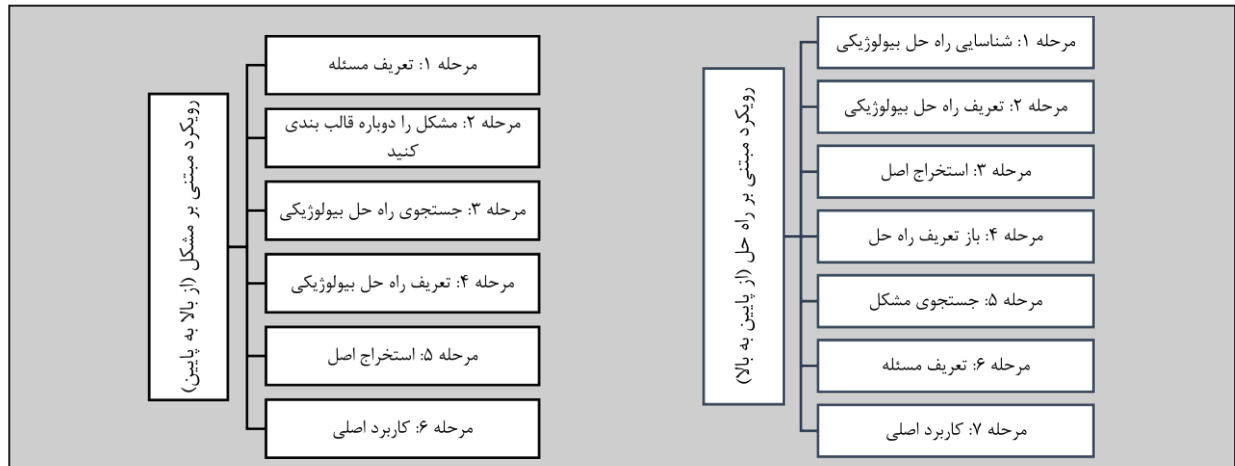 رویکرد مبتنی بر راه حل (از پایین به بالا)
مرحله ۱: شناسایی راه حل بیولوژیکی
مرحله ۲: تعریف راه حل بیولوژیکی
مرحله ۳: استخراج اصل
مرحله ۴: باز تعریف راه حل
مرحله ۵: جستجوی مشکل
مرحله ۶: تعریف مسئله
مرحله ۷: کاربرد اصلی
رویکرد مبتنی بر مشکل (از بالا به پایین)
مرحله ۱: تعریف مسئله
مرحله ۲: مشکل را دوباره قالب بندی
کنید
مرحله ۳: جستجوی راه حل بیولوژیکی
مرحله ۴: تعریف راه حل بیولوژیکی
مرحله ۵: استخراج اصل
مرحله ۶: کاربرد اصلی